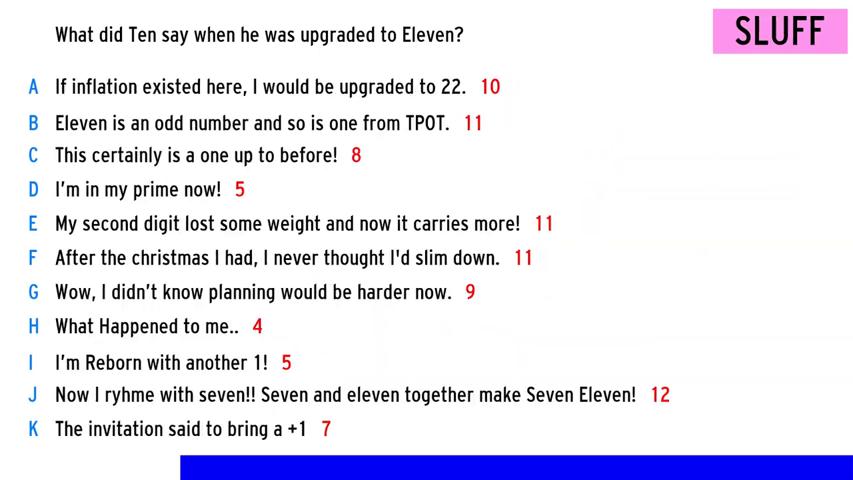 What did Ten say when he was upgraded to Eleven?
SLUFF
A If inflation existed here, I would be upgraded to 22. 10
B Eleven is an odd number and so is one from TPOT. 11
C This certainly is a one up to before! 8
D I'm in my prime now! 5
E My second digit lost some weight and now it carries more! 11
F After the christmas I had, I never thought I'd slim down. 11
G Wow, I didn't know planning would be harder now. 9
H What Happened to me.. 4
I I'm Reborn with another 1! 5
J Now I ryhme with seven!! Seven and eleven together make Seven Eleven! 12
K The invitation said to bring a +1 7